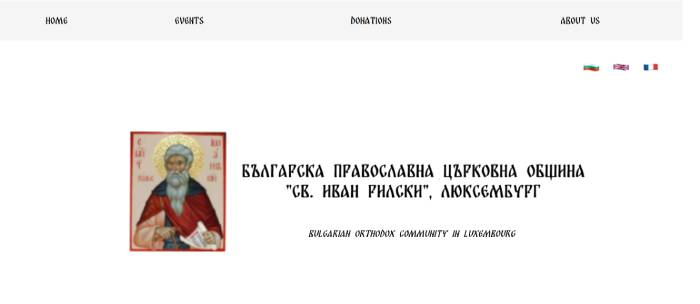 HOME EVENTS DONATIONS ABOUT US
БЪЛГАРСКА ПРАВОСЛАВНА ЦЪРКОВНА ОБЩИНА
"СВ. ИВАН РИЛСКИ", ЛЮКСЕМБУРГ
BULGARIAN ORTHODOX COMMUNITY IN LUXEMBOURG